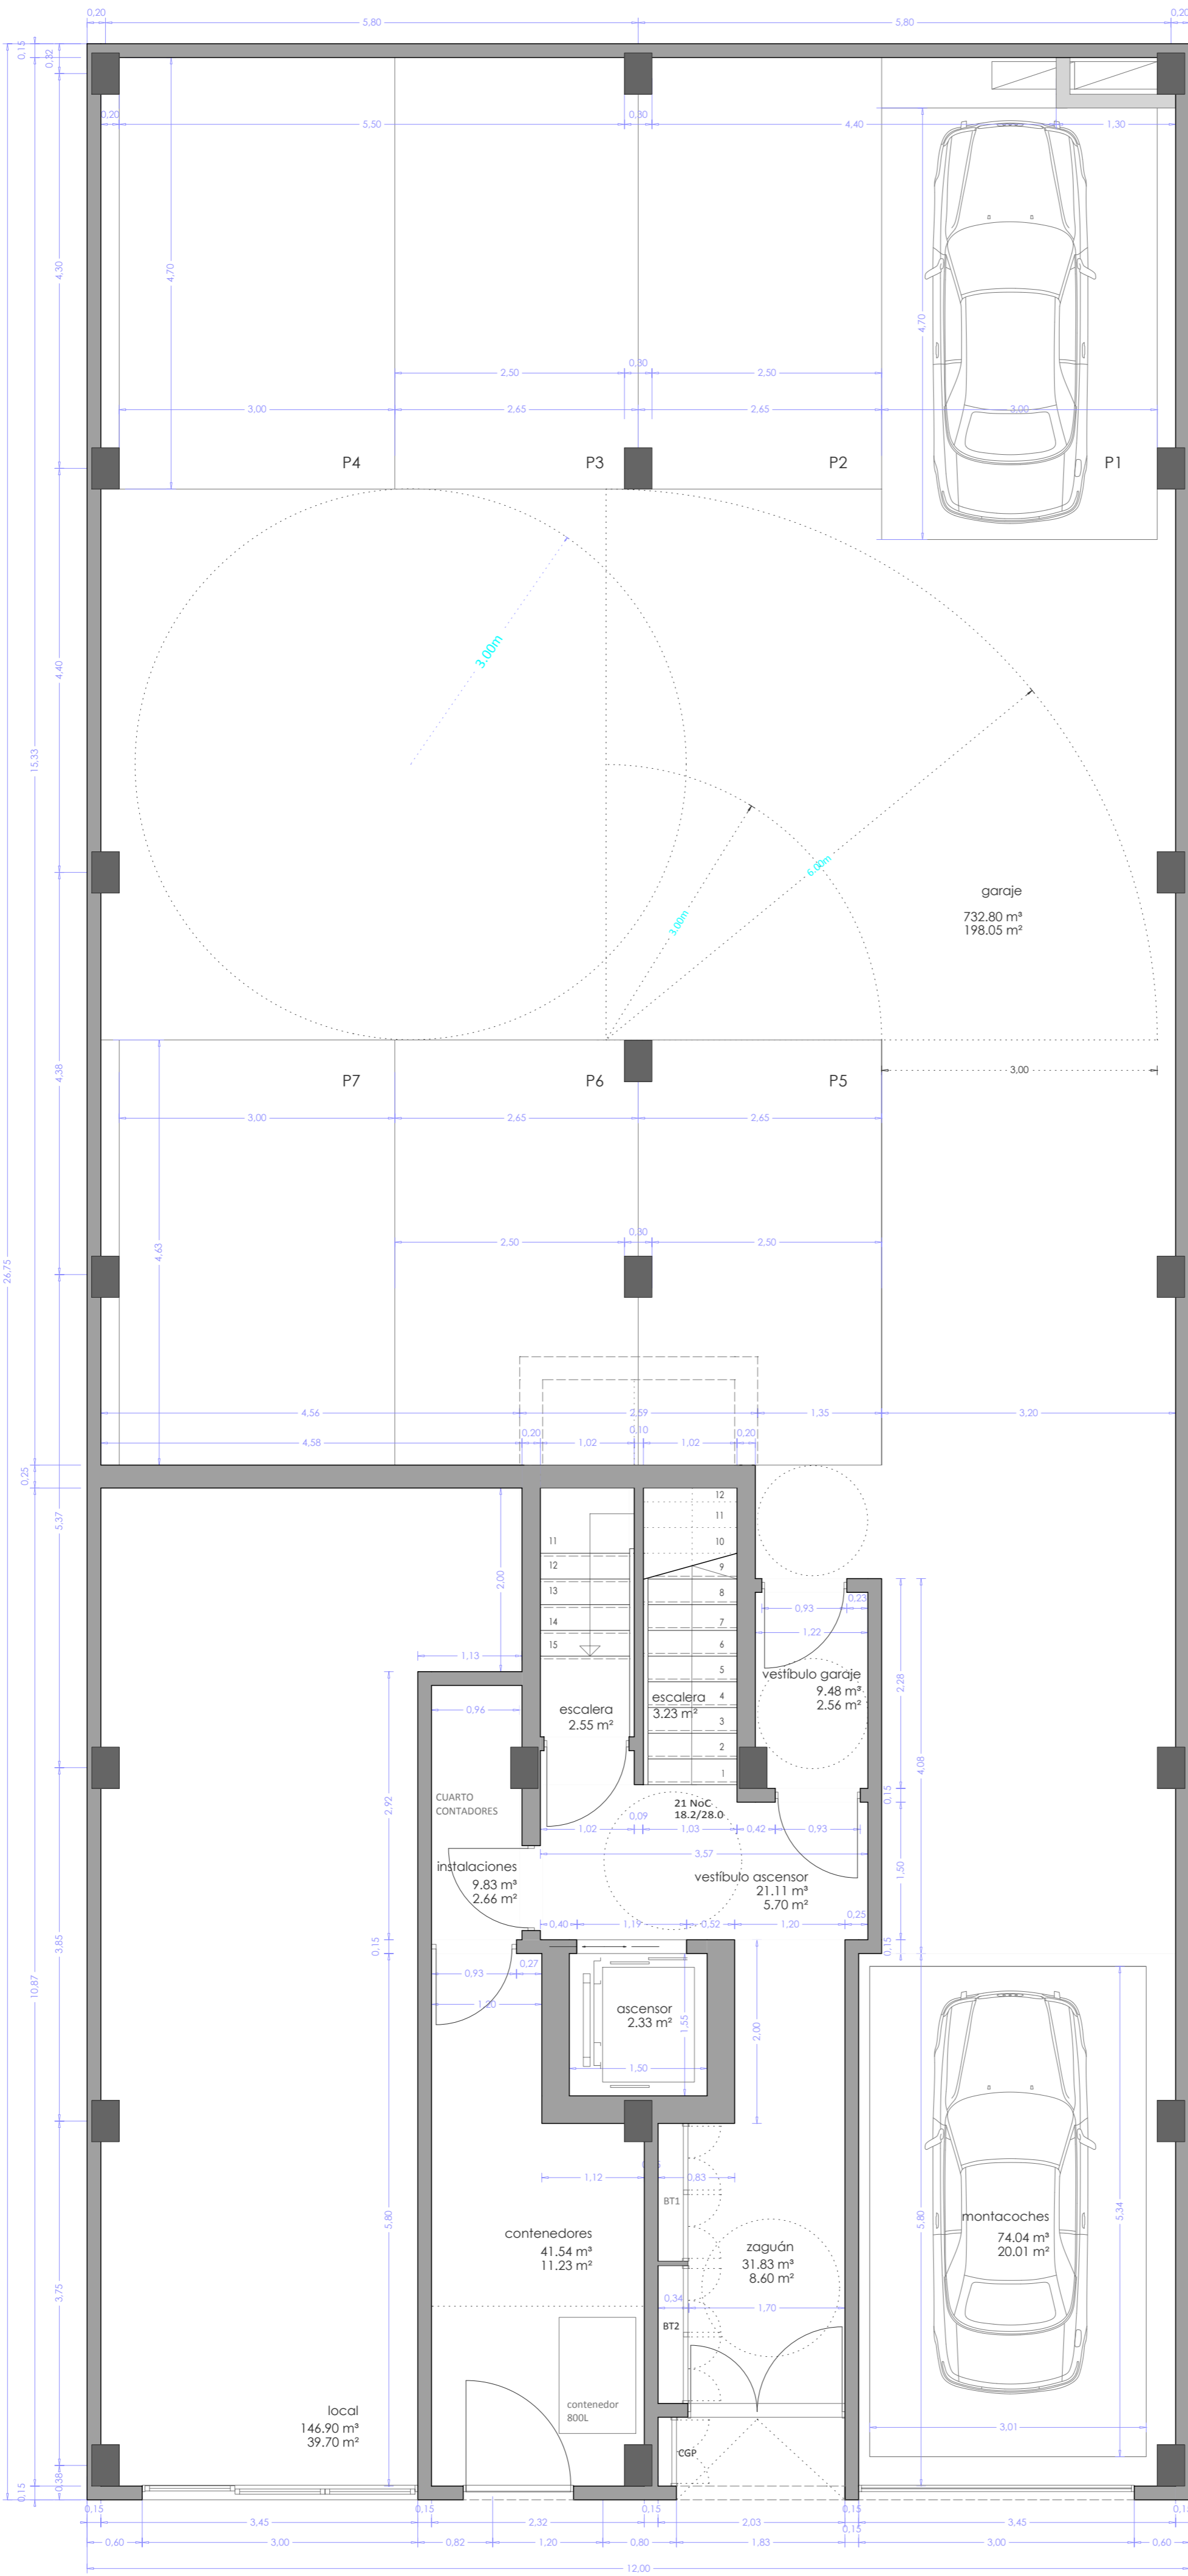 0,20
5,80
5,80
0,20
0,15
0,32
0,20
5,50
0,30
4,40
1,30
4,30
4,70
4,70
0,30
2,50
2,50
3,00
2,65
2,65
3,00
P4
P3
P2
P1
3.00m
4,40
15,33
6.00m
garaje
732.80 m³
198.05 m²
3.00m
4,38
3,00
P7
P6
P5
3,00
2,65
2,65
0,30
2,50
2,50
4,63
26,75
4,56
2,59
1,35
3,20
4,58
0,20
1,02
0,10
1,02
0,20
0,25
5,37
12
11
10
9
8
7
6
5
4
3
2
1
11
12
13
14
15
2,00
1,13
0,93
0,23
1,22
vestíbulo garaje
9.48 m³
2.56 m²
2,28
4,08
0,96
escalera
2.55 m²
escalera
3.23 m²
CUARTO
CONTADORES
2,92
21 NoC
18.2/28.0
0,15
0,09
1,02
1,03
0,42
0,93
3,57
1,50
instalaciones
9.83 m³
2.66 m²
vestíbulo ascensor
21.11 m³
5.70 m²
0,40
1,19
0,52
1,20
0,25
3,85
0,15
0,15
10,87
0,93
0,27
1,20
ascensor
2.33 m²
1,55
2,00
1,50
1,12
0,83
BT1
5,80
5,80
5,34
contenedores
41.54 m³
11.23 m²
zaguán
31.83 m³
8.60 m²
montacoches
74.04 m³
20.01 m²
3,75
0,34
1,70
BT2
contenedor
800L
local
146.90 m³
39.70 m²
3,01
CGP
0,38
0,15
0,15
3,45
0,15
2,32
0,15
2,03
0,15
0,15
3,45
0,60
3,00
0,82
1,20
0,80
1,83
3,00
0,60
12,00